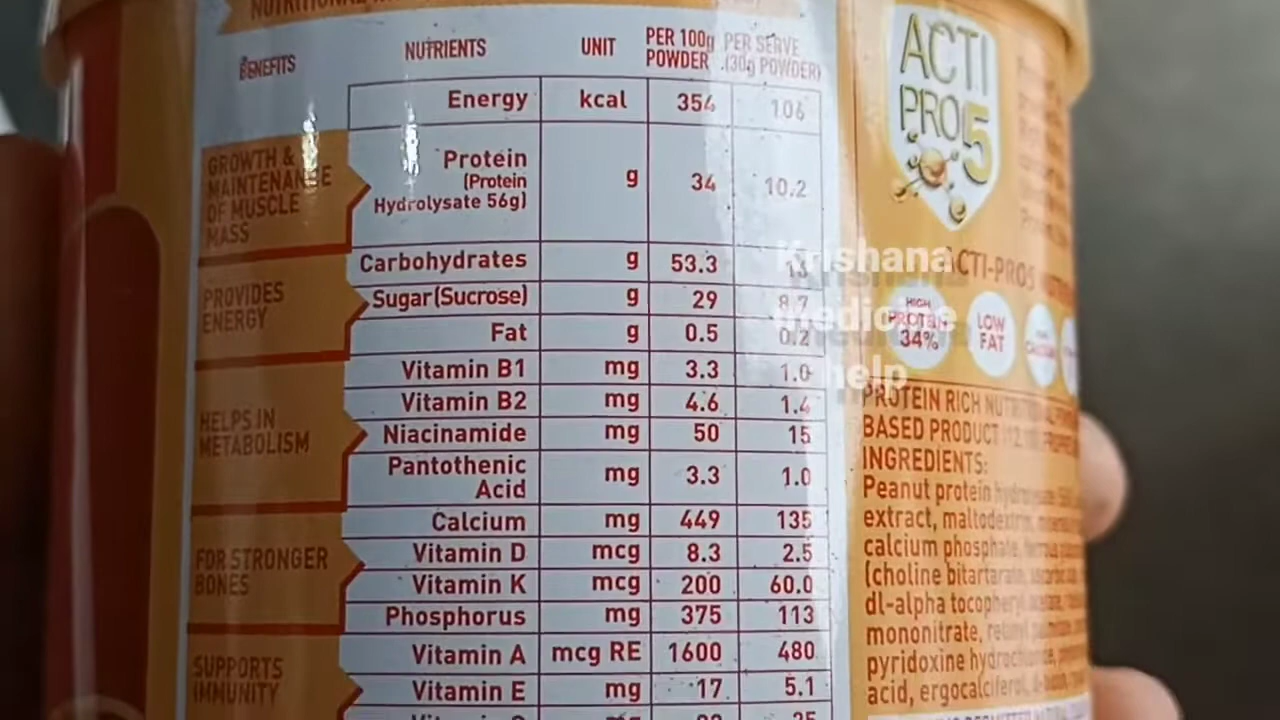 NUTRITIONAL
BENEFITS NUTRIENTS UNIT PER 100g POWDER PER SERVE (30g POWDER)
Energy kcal 354 106
GROWTH & MAINTENANCE OF MUSCLE MASS
Protein (Protein Hydrolysate 56g) g 34 10.2
PROVIDES ENERGY
Carbohydrates g 53.3
Sugar(Sucrose) g 29 8.7
Fat g 0.5 0.2
HELPS IN METABOLISM
Vitamin B1 mg 3.3 1.0
Vitamin B2 mg 4.6 1.4
Niacinamide mg 50 15
Pantothenic Acid mg 3.3 1.0
FOR STRONGER BONES
Calcium mg 449 135
Vitamin D mcg 8.3 2.5
Vitamin K mcg 200 60.0
Phosphorus mg 375 113
SUPPORTS IMMUNITY
Vitamin A mcg RE 1600 480
Vitamin E mg 17 5.1
ACTI
PRO5
ACTI-PRO5
HIGH
PROTEIN
34%
LOW
FAT
Krishana
medicine
help
PROTEIN RICH
BASED PRODUCT
INGREDIENTS:
Peanut protein
extract, maltodextrin,
calcium phosphate,
(choline bitartarate,
dl-alpha tocopheryl
mononitrate,
pyridoxine hydrochloride,
acid, ergocalciferol,